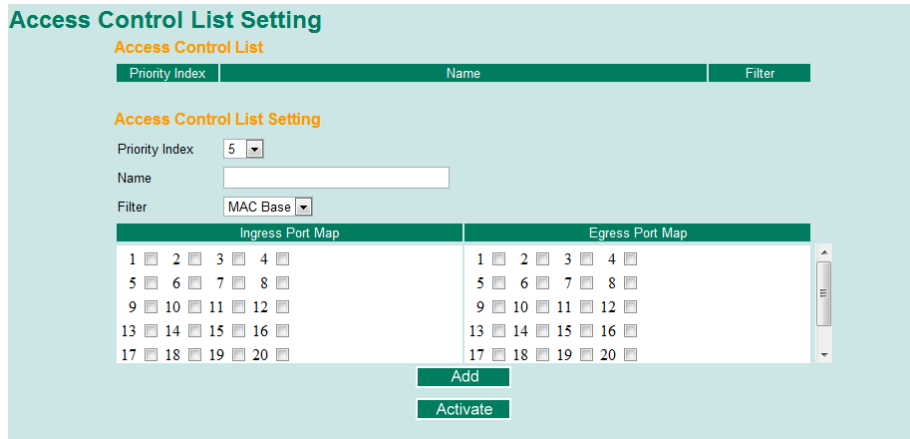 Access Control List Setting
Access Control List
Priority Index Name Filter
Access Control List Setting
Priority Index 5
Name
Filter MAC Base
Ingress Port Map Egress Port Map
1 2 3 4 1 2 3 4
5 6 7 8 5 6 7 8
9 10 11 12 9 10 11 12
13 14 15 16 13 14 15 16
17 18 19 20 17 18 19 20
Add
Activate